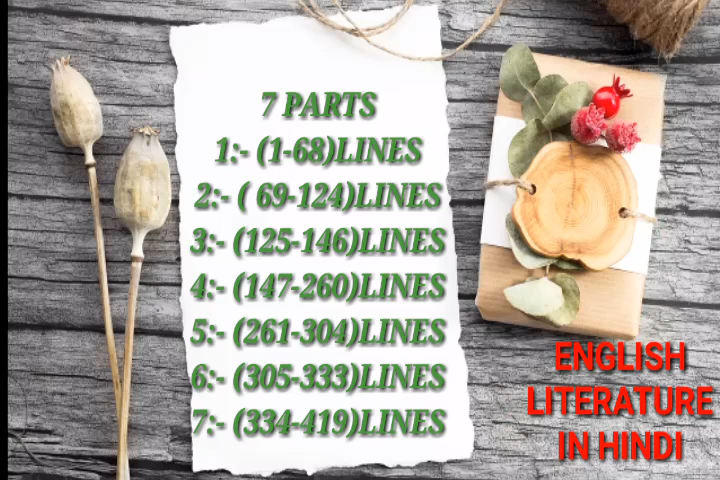 7 PARTS
1:- (1-68)LINES
2:- ( 69-124)LINES
3:- (125-146)LINES
4:- (147-260)LINES
5:- (261-304)LINES
6:- (305-333)LINES
7:- (334-419)LINES
ENGLISH
LITERATURE
IN HINDI